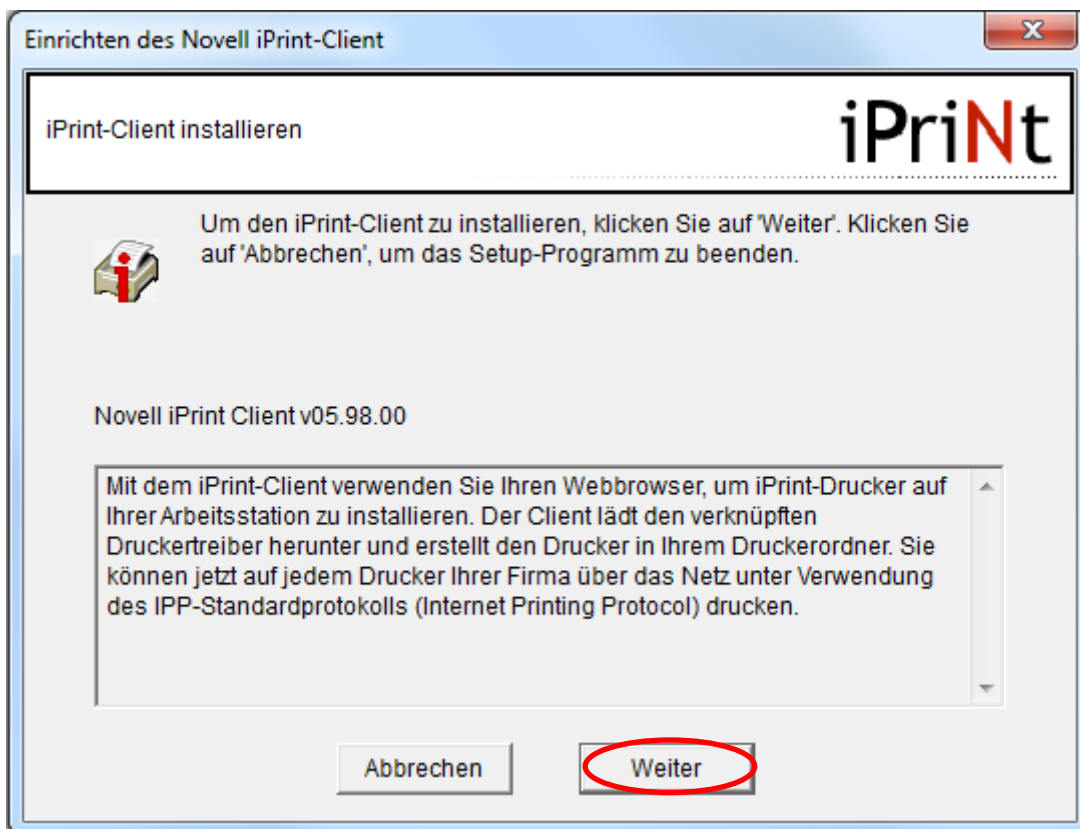 Einrichten des Novell iPrint-Client
iPrint-Client installieren
iPriNt
Um den iPrint-Client zu installieren, klicken Sie auf 'Weiter'. Klicken Sie
auf 'Abbrechen', um das Setup-Programm zu beenden.
Novell iPrint Client v05.98.00
Mit dem iPrint-Client verwenden Sie Ihren Webbrowser, um iPrint-Drucker auf
Ihrer Arbeitsstation zu installieren. Der Client lädt den verknüpften
Druckertreiber herunter und erstellt den Drucker in Ihrem Druckerordner. Sie
können jetzt auf jedem Drucker Ihrer Firma über das Netz unter Verwendung
des IPP-Standardprotokolls (Internet Printing Protocol) drucken.
Abbrechen
Weiter